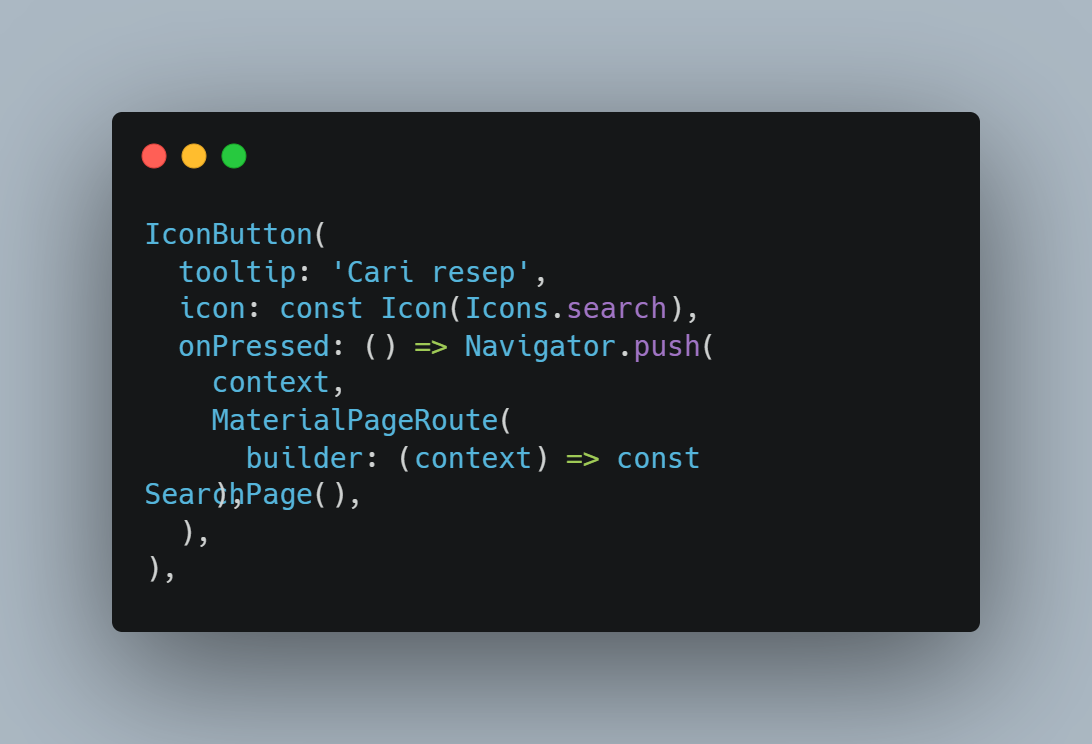 IconButton(
  tooltip: 'Cari resep',
  icon: const Icon(Icons.search),
  onPressed: () => Navigator.push(
    context,
    MaterialPageRoute(
      builder: (context) => const
SearchPage(),
    ),
  ),
),